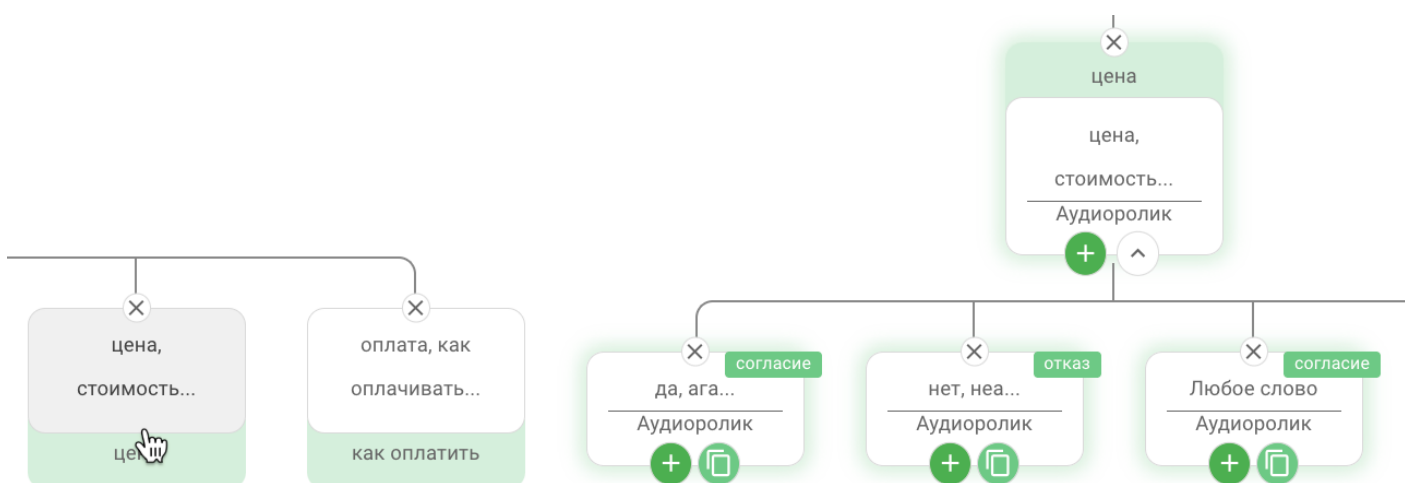 цена
цена,
стоимость...
Аудиоролик
цена,
стоимость...
оплата, как
оплачивать...
как оплатить
согласие
да, ага...
Аудиоролик
отказ
нет, неа...
Аудиоролик
согласие
Любое слово
Аудиоролик